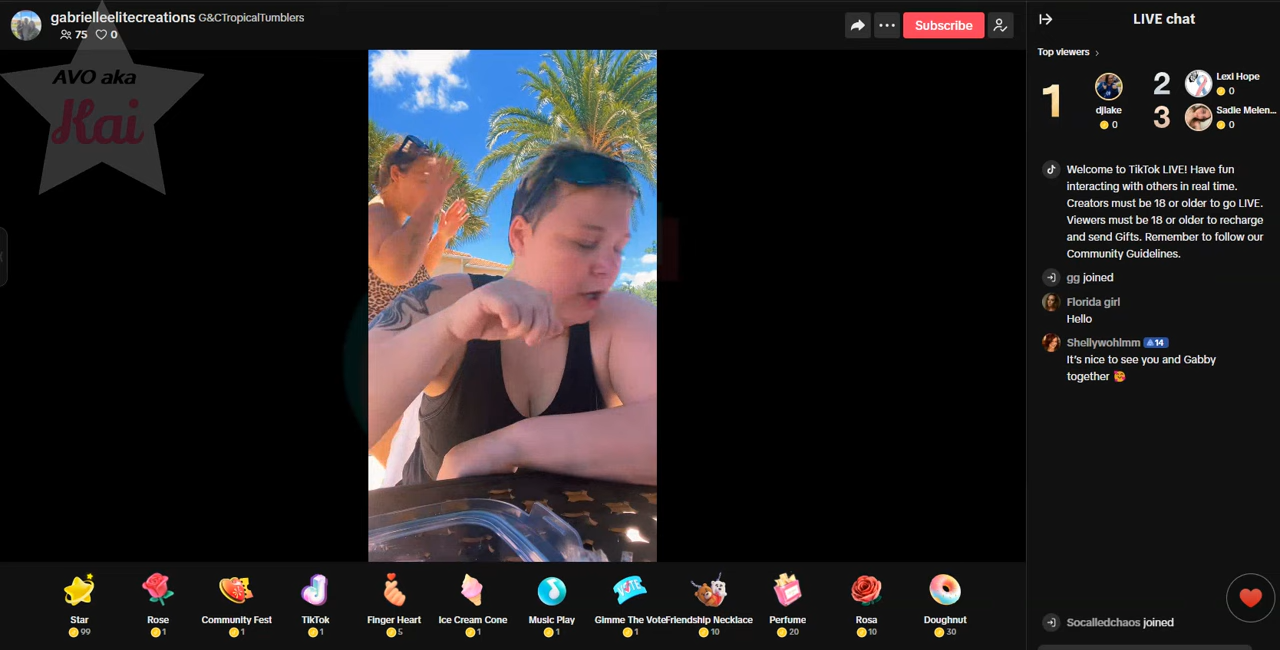 gabrielleelitecreations G&CTropicalTumblers
75 0
Subscribe
AVO aka
Kai
LIVE chat
Top viewers
1
djlake
0
2
Lexi Hope
0
3
Sadie Melen...
0
Welcome to TikTok LIVE! Have fun
interacting with others in real time.
Creators must be 18 or older to go LIVE.
Viewers must be 18 or older to recharge
and send Gifts. Remember to follow our
Community Guidelines.
gg joined
Florida girl
Hello
Shellywohlmm 14
It's nice to see you and Gabby
together 🥰
Socalledchaos joined
Star
99
Rose
1
Community Fest
1
TikTok
1
Finger Heart
5
Ice Cream Cone
1
Music Play
1
VOTE
Gimme The Vote
1
Friendship Necklace
10
Perfume
20
Rosa
10
Doughnut
30